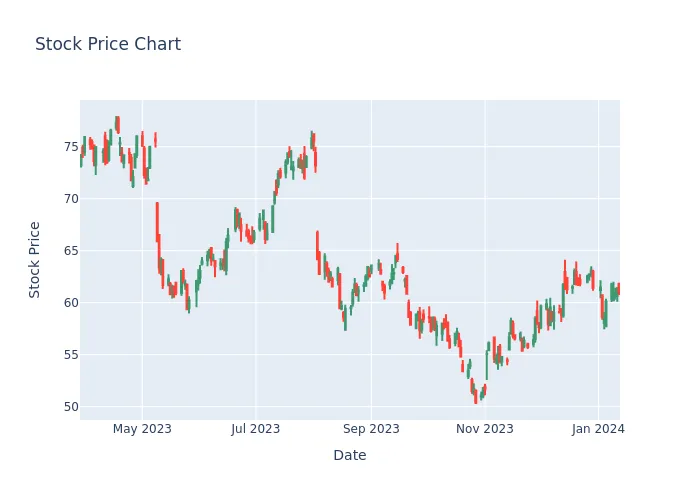 Stock Price Chart
75
70
65
60
55
50
Stock Price
May 2023
Jul 2023
Sep 2023
Nov 2023
Jan 2024
Date